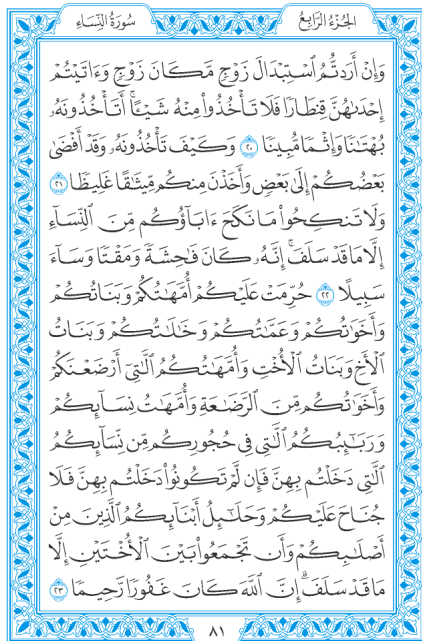 الجُزْءُ الرَّابِعُ
سُورَةُ النِّسَاءِ
وَإِنْ أَرَدتُّمُ ٱسْتِبْدَالَ زَوْجٍ مَّكَانَ زَوْجٍ وَءَاتَيْتُمْ
إِحْدَىٰهُنَّ قِنطَارًا فَلَا تَأْخُذُوا۟ مِنْهُ شَيْـًٔا ۚ أَتَأْخُذُونَهُۥ
بُهْتَـٰنًا وَإِثْمًا مُّبِينًا ٢٠ وَكَيْفَ تَأْخُذُونَهُۥ وَقَدْ أَفْضَىٰ
بَعْضُكُمْ إِلَىٰ بَعْضٍ وَأَخَذْنَ مِنكُم مِّيثَـٰقًا غَلِيظًا ٢١
وَلَا تَنكِحُوا۟ مَا نَكَحَ ءَابَآؤُكُم مِّنَ ٱلنِّسَآءِ
إِلَّا مَا قَدْ سَلَفَ ۚ إِنَّهُۥ كَانَ فَـٰحِشَةً وَمَقْتًا وَسَآءَ
سَبِيلًا ٢٢ حُرِّمَتْ عَلَيْكُمْ أُمَّهَـٰتُكُمْ وَبَنَاتُكُمْ
وَأَخَوَٰتُكُمْ وَعَمَّـٰتُكُمْ وَخَـٰلَـٰتُكُمْ وَبَنَاتُ
ٱلْأَخِ وَبَنَاتُ ٱلْأُخْتِ وَأُمَّهَـٰتُكُمُ ٱلَّـٰتِىٓ أَرْضَعْنَكُمْ
وَأَخَوَٰتُكُم مِّنَ ٱلرَّضَـٰعَةِ وَأُمَّهَـٰتُ نِسَآئِكُمْ
وَرَبَـٰٓئِبُكُمُ ٱلَّـٰتِى فِى حُجُورِكُم مِّن نِّسَآئِكُمُ
ٱلَّـٰتِى دَخَلْتُم بِهِنَّ فَإِن لَّمْ تَكُونُوا۟ دَخَلْتُم بِهِنَّ فَلَا
جُنَاحَ عَلَيْكُمْ وَحَلَـٰٓئِلُ أَبْنَآئِكُمُ ٱلَّذِينَ مِنْ
أَصْلَـٰبِكُمْ وَأَن تَجْمَعُوا۟ بَيْنَ ٱلْأُخْتَيْنِ إِلَّا
مَا قَدْ سَلَفَ ۗ إِنَّ ٱللَّهَ كَانَ غَفُورًا رَّحِيمًا ٢٣
٨١